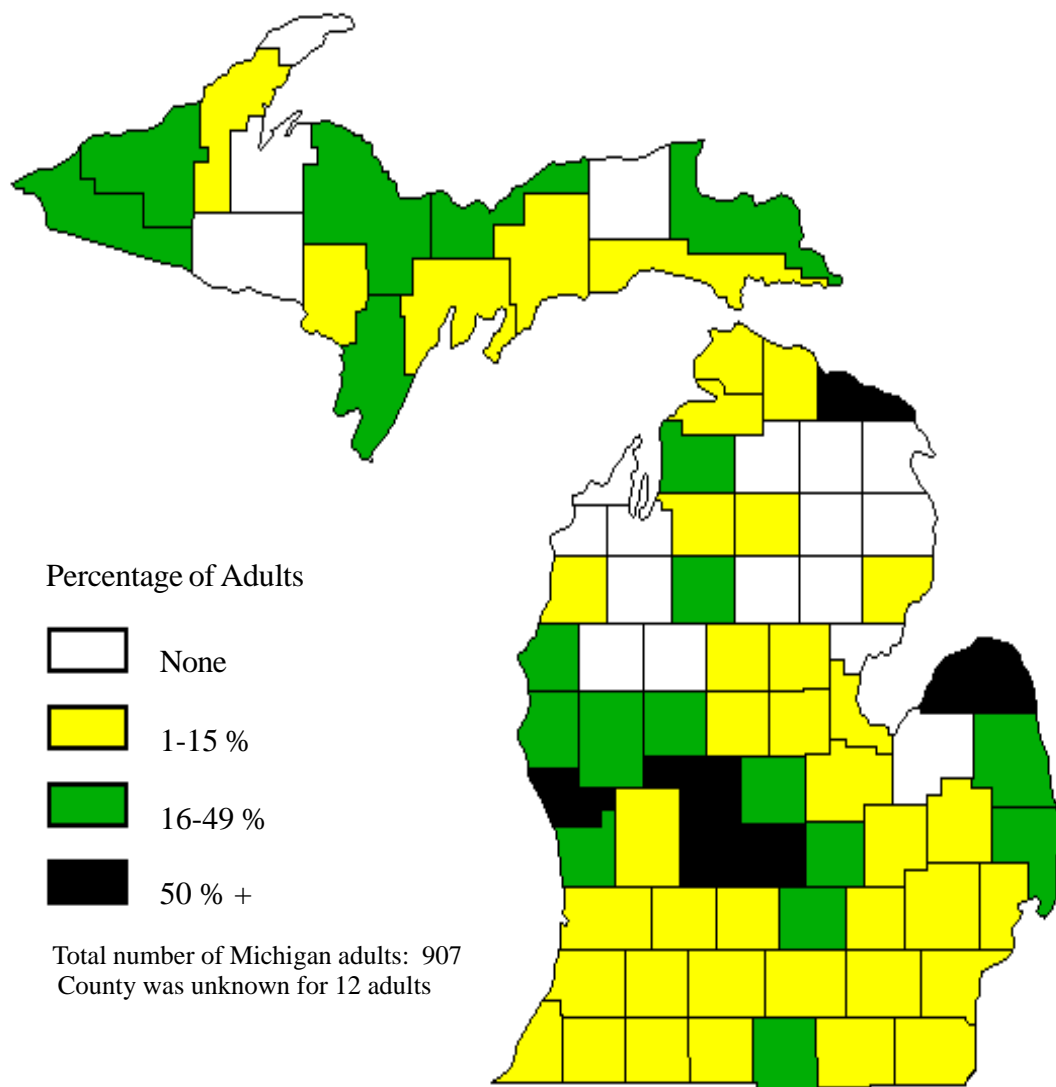 Percentage of Adults
None
1-15 %
16-49 %
50 % +
Total number of Michigan adults: 907
County was unknown for 12 adults